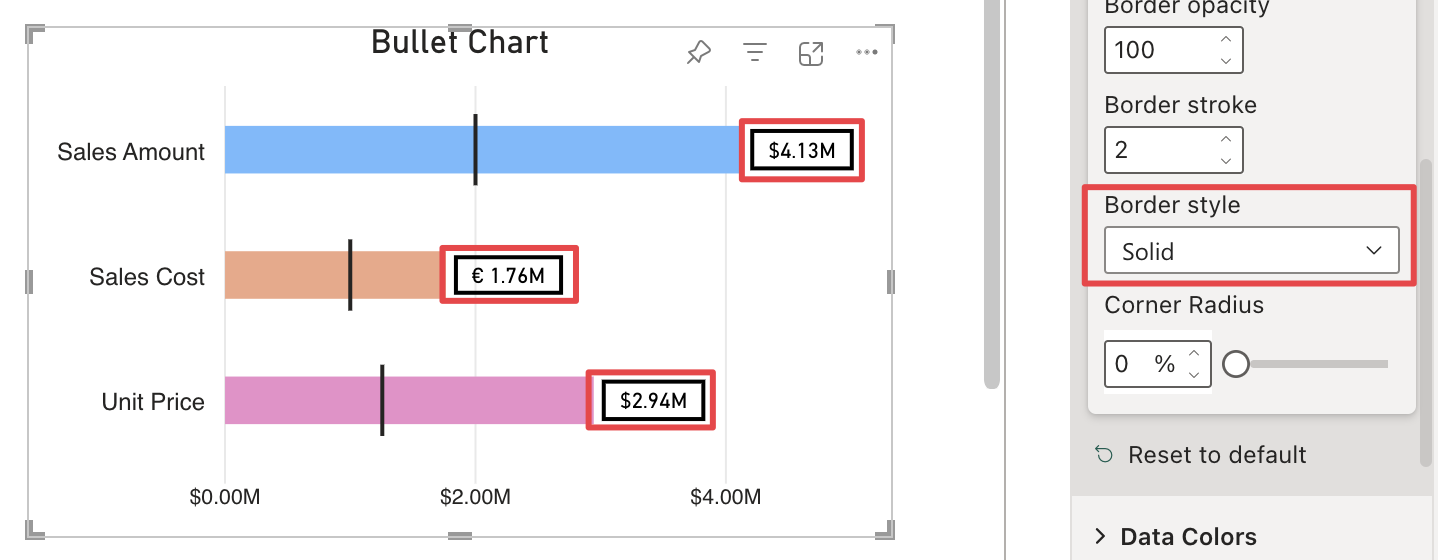 Bullet Chart
Sales Amount
$4.13M
Sales Cost
€ 1.76M
Unit Price
$2.94M
$0.00M
$2.00M
$4.00M
Border opacity
100
Border stroke
2
Border style
Solid
Corner Radius
0 %
Reset to default
Data Colors